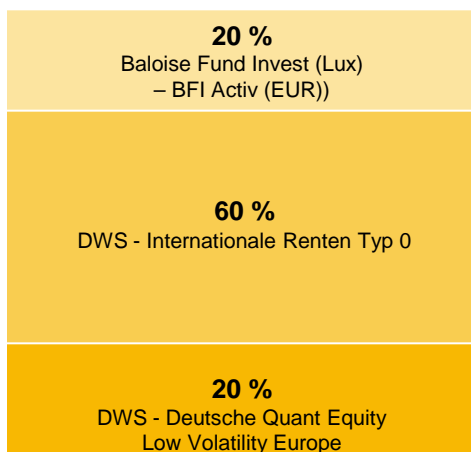 20 %
Baloise Fund Invest (Lux)
– BFI Activ (EUR))
60 %
DWS - Internationale Renten Typ 0
20 %
DWS - Deutsche Quant Equity
Low Volatility Europe